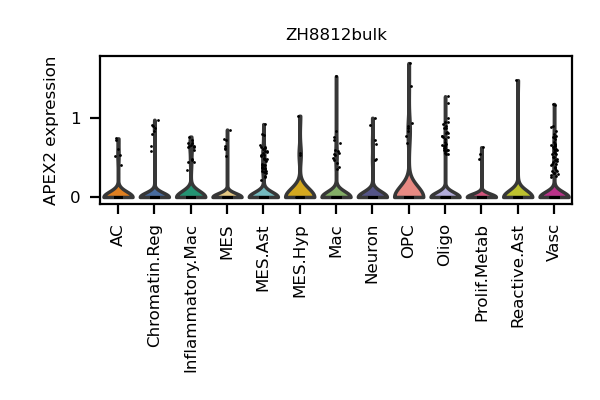 ZH8812bulk
APEX2 expression
1
0
AC
Chromatin.Reg
Inflammatory.Mac
MES
MES.Ast
MES.Hyp
Mac
Neuron
OPC
Oligo
Prolif.Metab
Reactive.Ast
Vasc